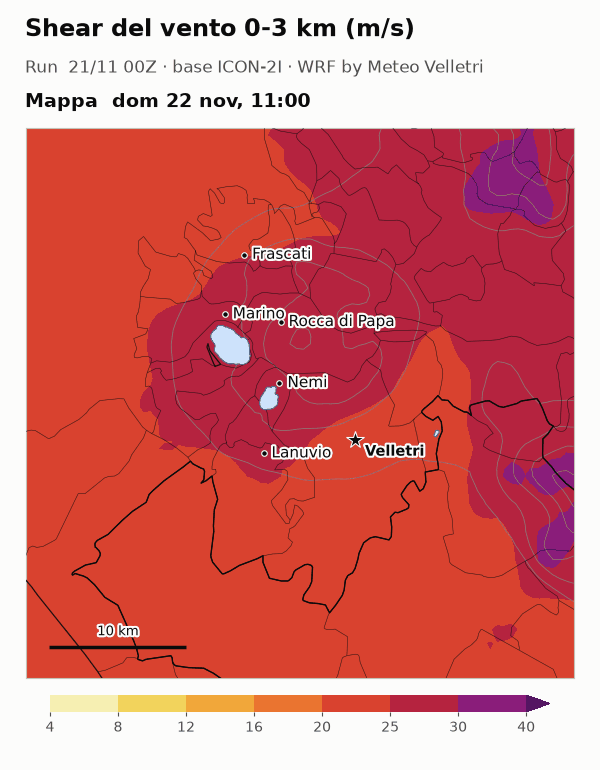 Shear del vento 0-3 km (m/s)
Run  21/11 00Z · base ICON-2I · WRF by Meteo Velletri
Mappa  dom 22 nov, 11:00
Frascati
Marino
Rocca di Papa
Nemi
Velletri
Lanuvio
10 km
4 8 12 16 20 25 30 40